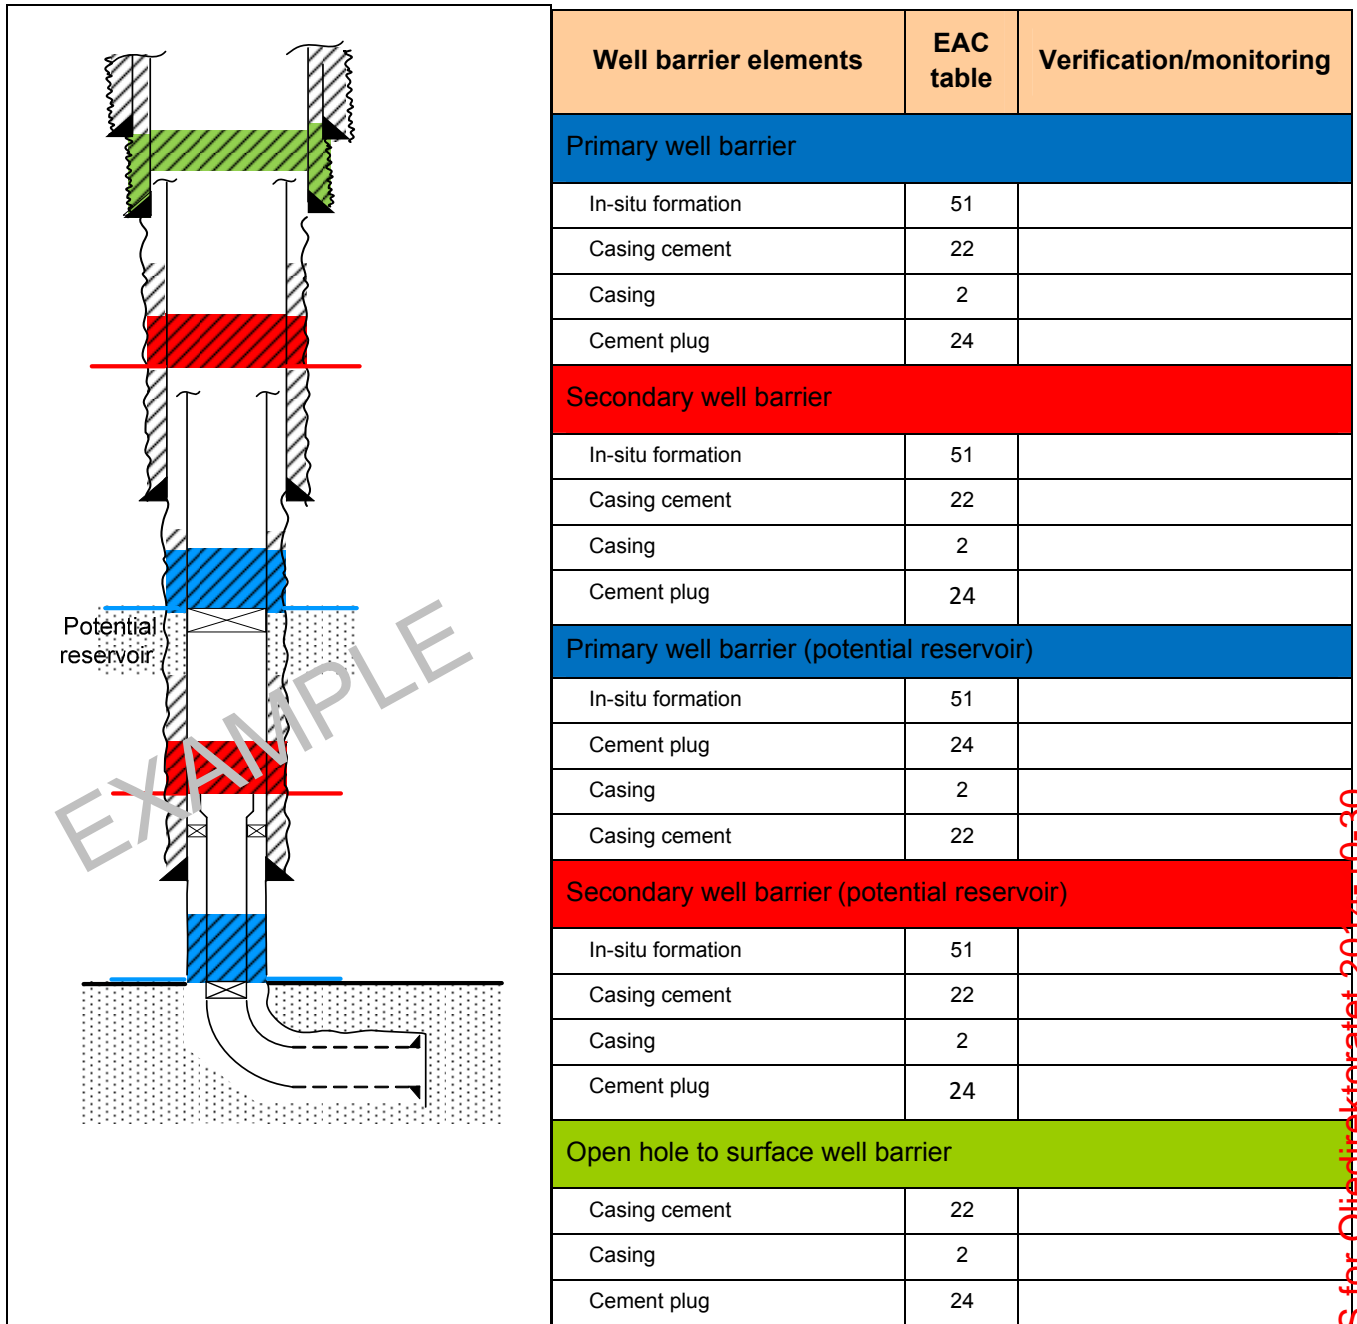 Potential
reservoir
EXAMPLE
Well barrier elements EAC table Verification/monitoring
Primary well barrier
In-situ formation 51
Casing cement 22
Casing 2
Cement plug 24
Secondary well barrier
In-situ formation 51
Casing cement 22
Casing 2
Cement plug 24
Primary well barrier (potential reservoir)
In-situ formation 51
Cement plug 24
Casing 2
Casing cement 22
Secondary well barrier (potential reservoir)
In-situ formation 51
Casing cement 22
Casing 2
Cement plug 24
Open hole to surface well barrier
Casing cement 22
Casing 2
Cement plug 24
for Oljedirektoratet